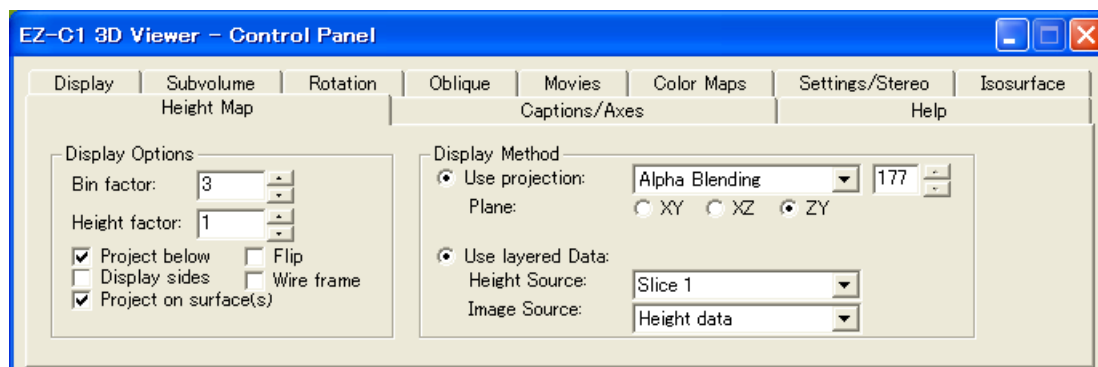 EZ-C1 3D Viewer - Control Panel
Display Subvolume Rotation Oblique Movies Color Maps Settings/Stereo Isosurface
Height Map Captions/Axes Help
Display Options
Bin factor: 3
Height factor: 1
Project below Flip
Display sides Wire frame
Project on surface(s)
Display Method
Use projection: Alpha Blending 177
Plane: XY XZ ZY
Use layered Data:
Height Source: Slice 1
Image Source: Height data